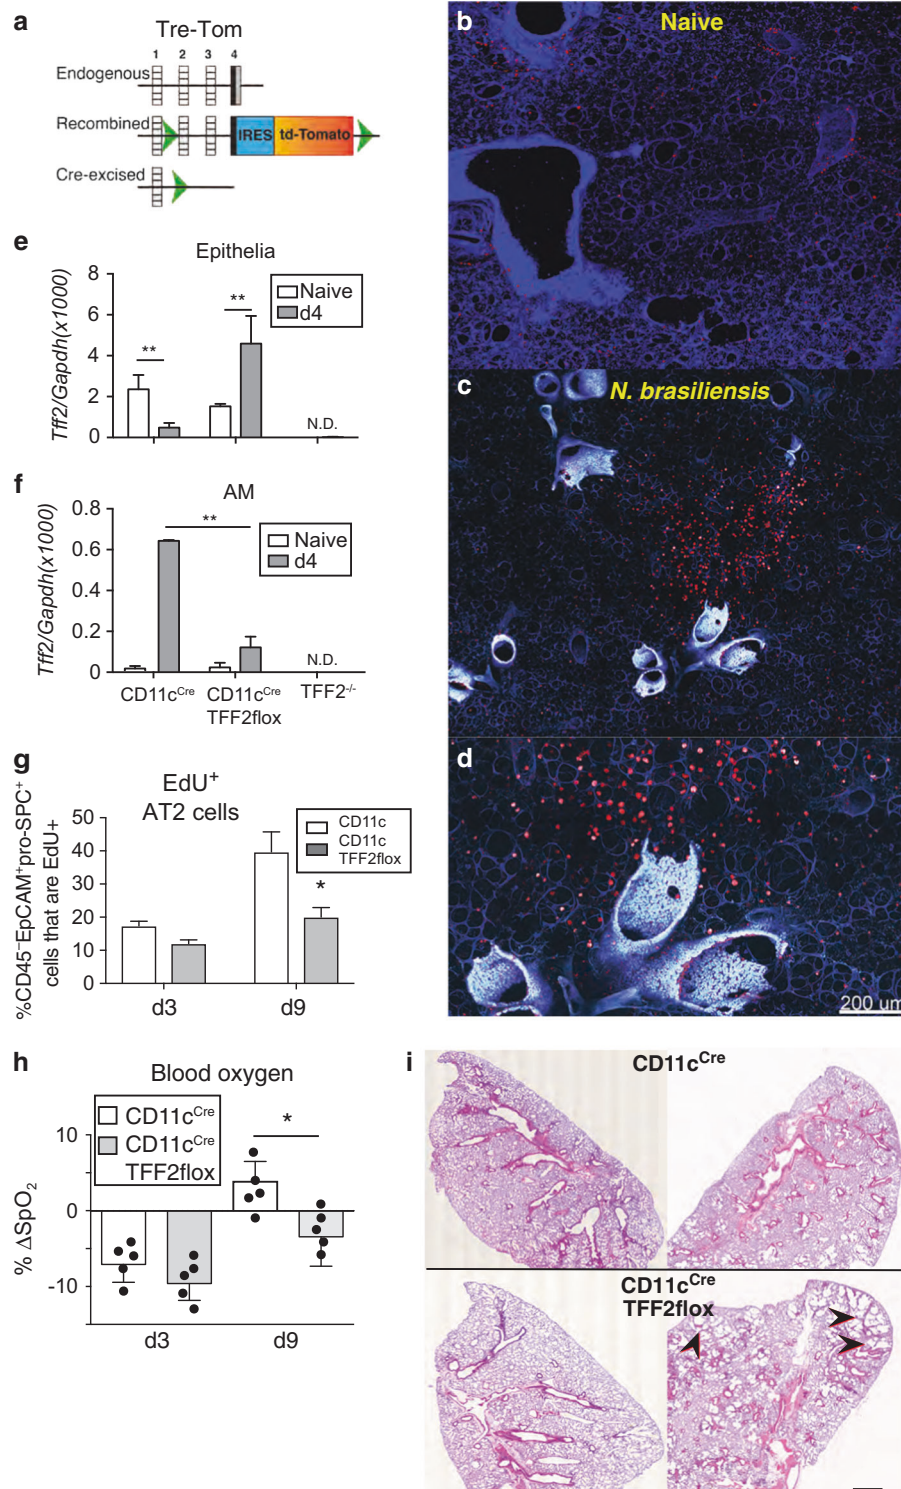 a
Tre-Tom
1 2 3 4
Endogenous
Recombined
IRES td-Tomato
Cre-excised
b
Naive
c
N. brasiliensis
d
200 um
e
Epithelia
Tff2/Gapdh(x1000)
8
6
4
2
0
Naive
d4
**
**
N.D.
f
AM
Tff2/Gapdh(x1000)
0.8
0.6
0.4
0.2
0
**
Naive
d4
N.D.
CD11cCre
CD11cCre
TFF2flox
TFF2-/-
g
EdU+
AT2 cells
%CD45-EpCAM+pro-SPC+
cells that are EdU+
50
40
30
20
10
0
CD11c
CD11c
TFF2flox
*
d3
d9
h
Blood oxygen
% ΔSpO2
CD11cCre
CD11cCre
TFF2flox
10
0
-10
*
d3
d9
i
CD11cCre
CD11cCre
TFF2flox